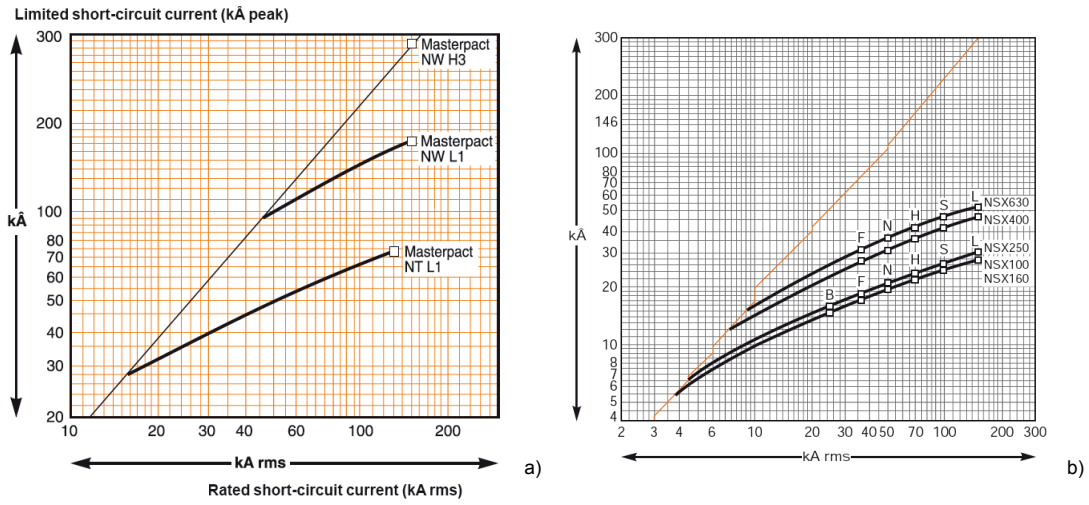 Limited short-circuit current (kÂ peak)
300
200
100
80
70
60
50
40
30
20
kÂ
Masterpact
NW H3
Masterpact
NW L1
Masterpact
NT L1
10 20 30 40 60 100 200
kA rms
Rated short-circuit current (kA rms)
a)
300
200
146
100
80
70
60
50
40
30
20
10
8
7
6
5
4
kÂ
F N H S L NSX630
NSX400
B F N H S L NSX250
NSX100
NSX160
2 3 4 6 10 20 30 40 50 70 100 200 300
kA rms
b)